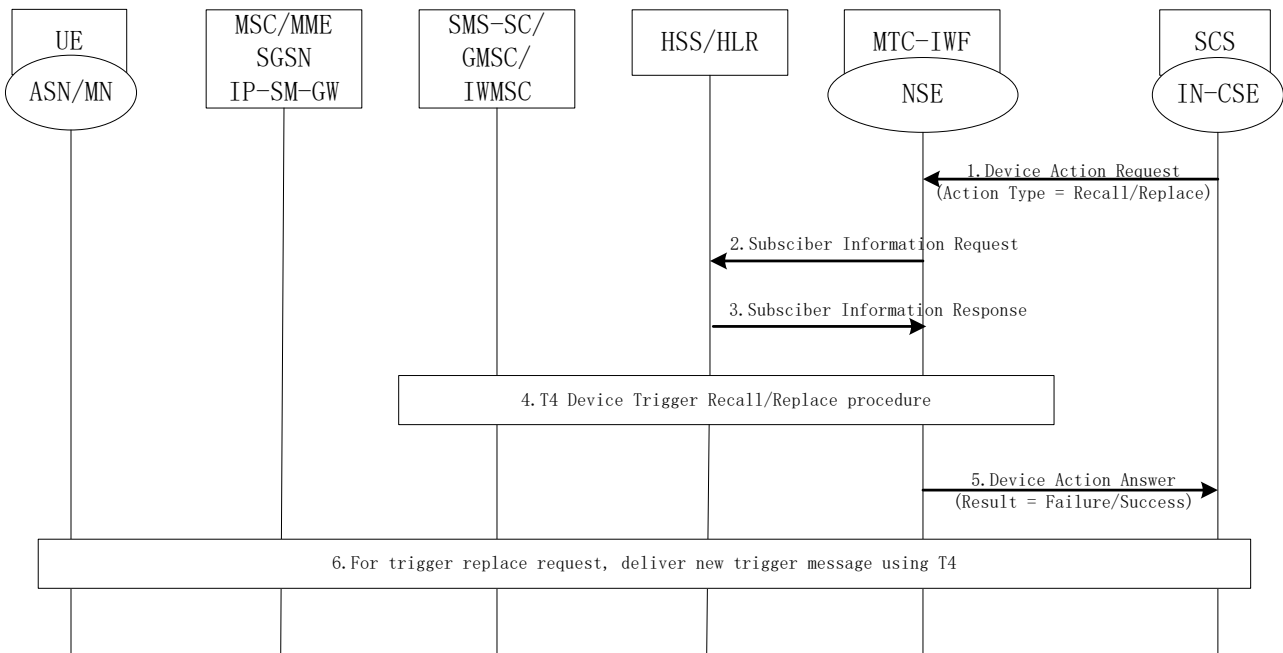 UE
ASN/MN
MSC/MME
SGSN
IP-SM-GW
SMS-SC/
GMSC/
IWMSC
HSS/HLR
MTC-IWF
NSE
SCS
IN-CSE
1.Device Action Request
(Action Type = Recall/Replace)
2.Subsciber Information Request
3.Subsciber Information Response
4.T4 Device Trigger Recall/Replace procedure
5.Device Action Answer
(Result = Failure/Success)
6.For trigger replace request, deliver new trigger message using T4